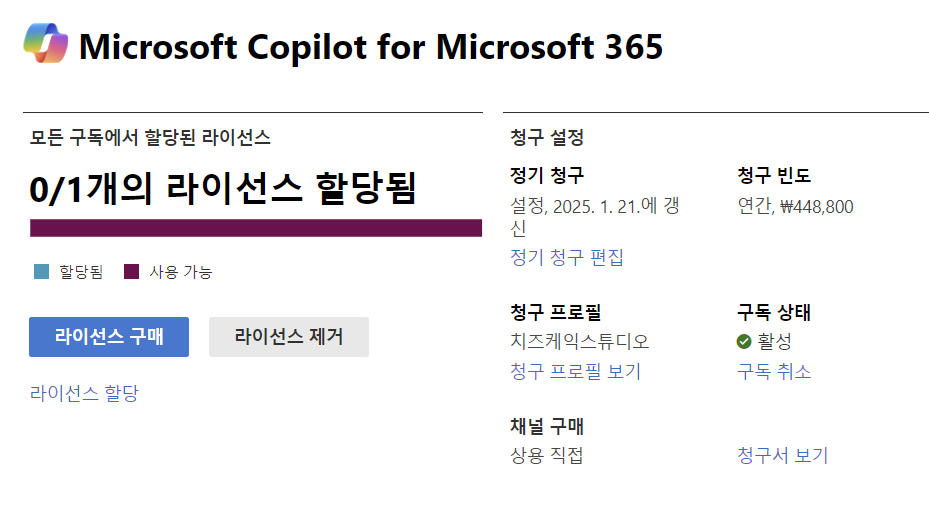 Microsoft Copilot for Microsoft 365
모든 구독에서 할당된 라이선스
0/1개의 라이선스 할당됨
할당됨
사용 가능
라이선스 구매
라이선스 제거
라이선스 할당
청구 설정
정기 청구
설정, 2025. 1. 21.에 갱
신
정기 청구 편집
청구 빈도
연간, ₩448,800
청구 프로필
치즈케익스튜디오
청구 프로필 보기
구독 상태
활성
구독 취소
채널 구매
상용 직접
청구서 보기